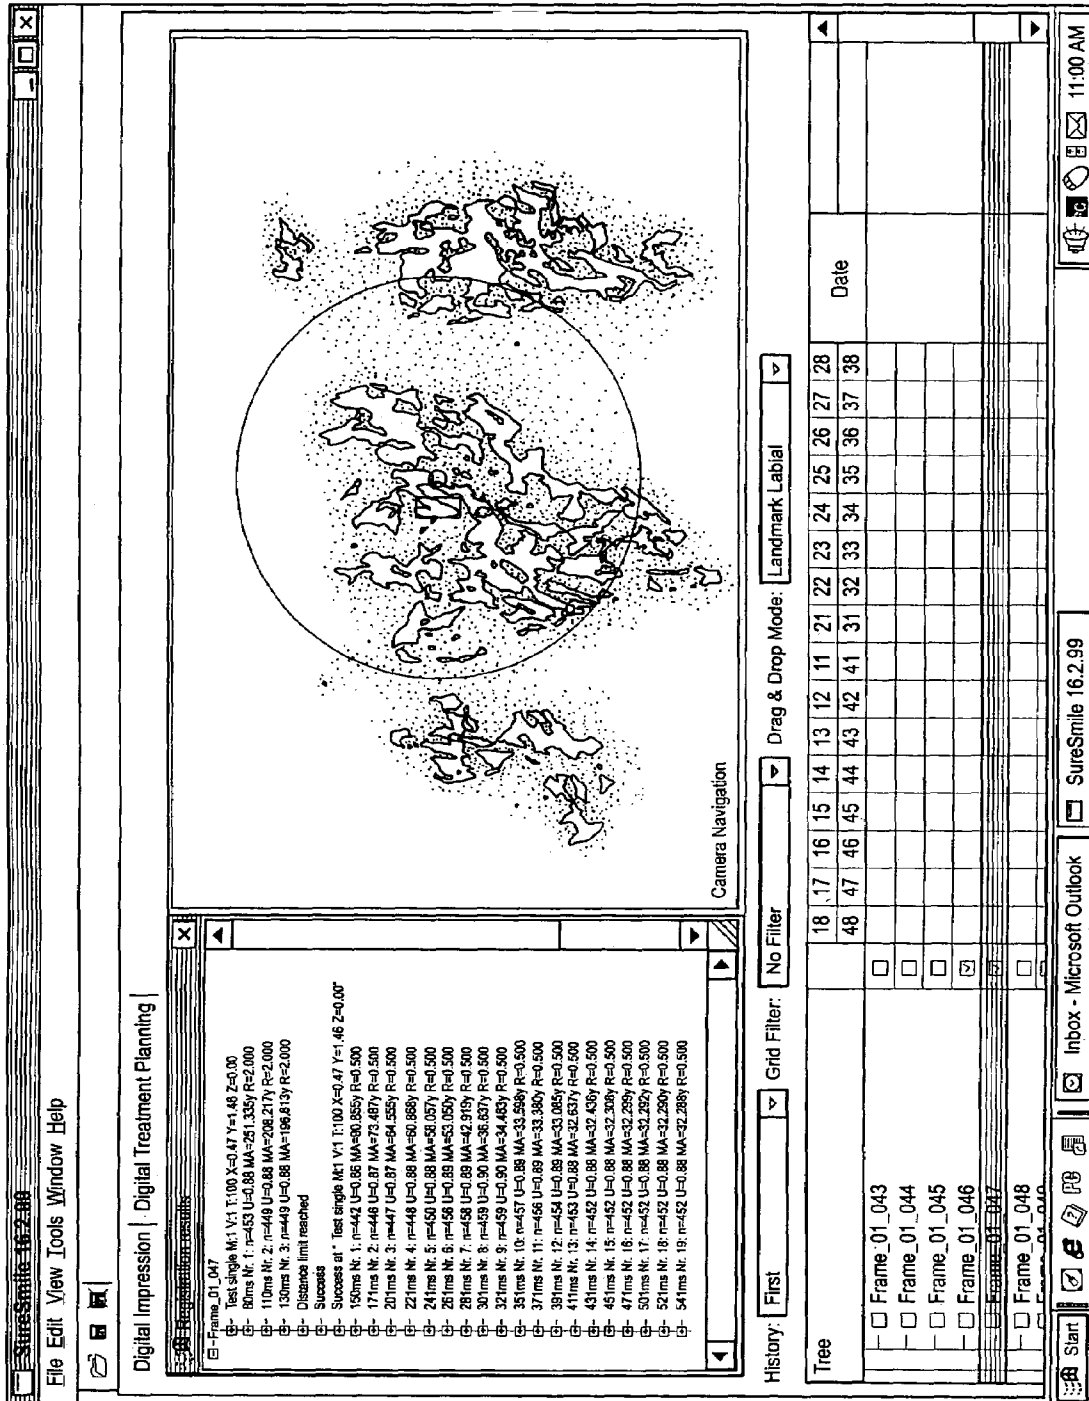 SureSmile 16.2.99
File Edit View Tools Window Help
Digital Impression | Digital Treatment Planning |
Registration results
Frame_01_047
Test single M:1 V:1 T:100 X=0.47 Y=1.46 Z=0.00
80ms Nr. 1: n=453 U=0.88 MA=251.335y R=2.000
110ms Nr. 2: n=449 U=0.88 MA=208.217y R=2.000
130ms Nr. 3: n=449 U=0.88 MA=196.613y R=2.000
Distance limit reached
Success
Success at " Test single M:1 V:1 T:100 X=0.47 Y=1.46 Z=0.00"
150ms Nr. 1: n=442 U=0.86 MA=90.855y R=0.500
171ms Nr. 2: n=446 U=0.87 MA=73.487y R=0.500
201ms Nr. 3: n=447 U=0.87 MA=64.555y R=0.500
221ms Nr. 4: n=448 U=0.88 MA=60.868y R=0.500
241ms Nr. 5: n=450 U=0.88 MA=58.057y R=0.500
261ms Nr. 6: n=456 U=0.89 MA=53.050y R=0.500
281ms Nr. 7: n=458 U=0.89 MA=42.919y R=0.500
301ms Nr. 8: n=459 U=0.90 MA=36.637y R=0.500
321ms Nr. 9: n=459 U=0.90 MA=34.483y R=0.500
351ms Nr. 10: n=457 U=0.89 MA=33.598y R=0.500
371ms Nr. 11: n=456 U=0.89 MA=33.380y R=0.500
391ms Nr. 12: n=454 U=0.89 MA=33.085y R=0.500
411ms Nr. 13: n=453 U=0.88 MA=32.637y R=0.500
431ms Nr. 14: n=452 U=0.88 MA=32.436y R=0.500
451ms Nr. 15: n=452 U=0.88 MA=32.308y R=0.500
471ms Nr. 16: n=452 U=0.88 MA=32.299y R=0.500
501ms Nr. 17: n=452 U=0.88 MA=32.292y R=0.500
521ms Nr. 18: n=452 U=0.88 MA=32.290y R=0.500
541ms Nr. 19: n=452 U=0.88 MA=32.288y R=0.500
Camera Navigation
History: First Grid Filter: No Filter Drag & Drop Mode: Landmark Labial
Tree 18 17 16 15 14 13 12 11 21 22 23 24 25 26 27 28 Date
48 47 46 45 44 43 42 41 31 32 33 34 35 36 37 38
Frame_01_043
Frame_01_044
Frame_01_045
Frame_01_046
Frame_01_047
Frame_01_048
Start Inbox - Microsoft Outlook SureSmile 16.2.99 11:00 AM